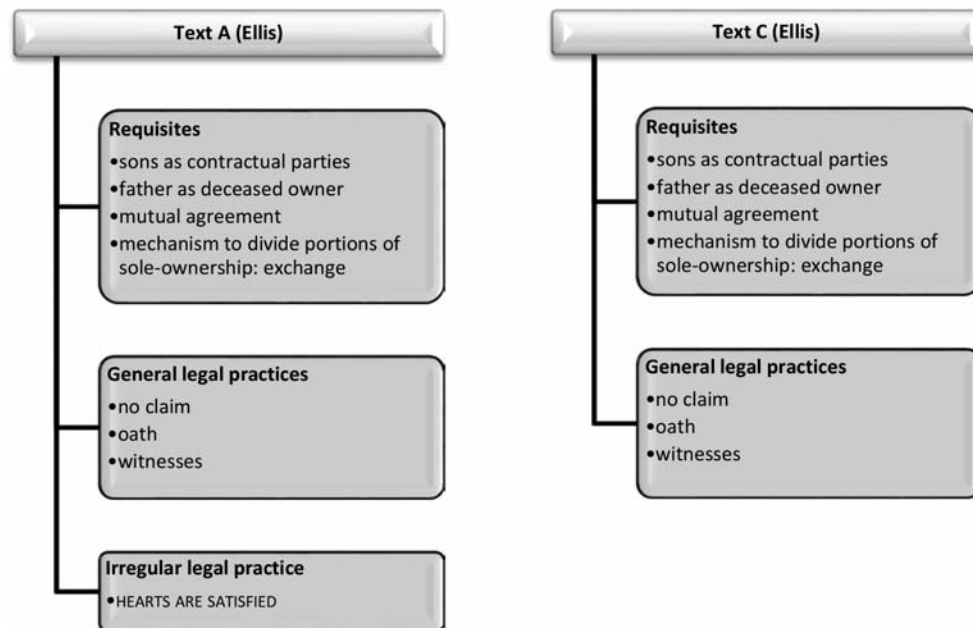 Text A (Ellis)
Requisites
•sons as contractual parties
•father as deceased owner
•mutual agreement
•mechanism to divide portions of
sole-ownership: exchange
General legal practices
•no claim
•oath
•witnesses
Irregular legal practice
•HEARTS ARE SATISFIED
Text C (Ellis)
Requisites
•sons as contractual parties
•father as deceased owner
•mutual agreement
•mechanism to divide portions of
sole-ownership: exchange
General legal practices
•no claim
•oath
•witnesses